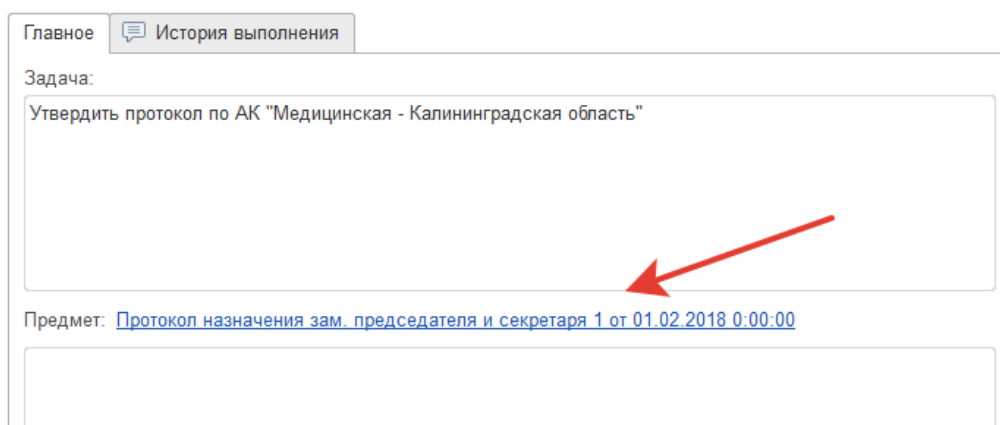 Главное
История выполнения
Задача:
Утвердить протокол по АК "Медицинская - Калининградская область"
Предмет: Протокол назначения зам. председателя и секретаря 1 от 01.02.2018 0:00:00